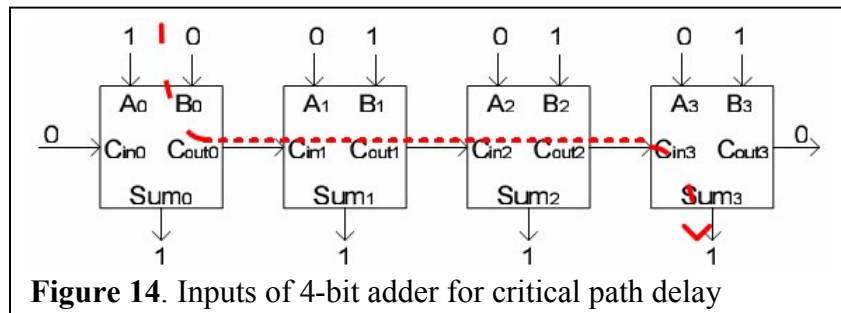 1 0 0 1 0 1 0 1
A0 B0 A1 B1 A2 B2 A3 B3
0 Cin0 Cout0 Cin1 Cout1 Cin2 Cout2 Cin3 Cout3 0
Sum0 Sum1 Sum2 Sum3
1 1 1 1
Figure 14. Inputs of 4-bit adder for critical path delay